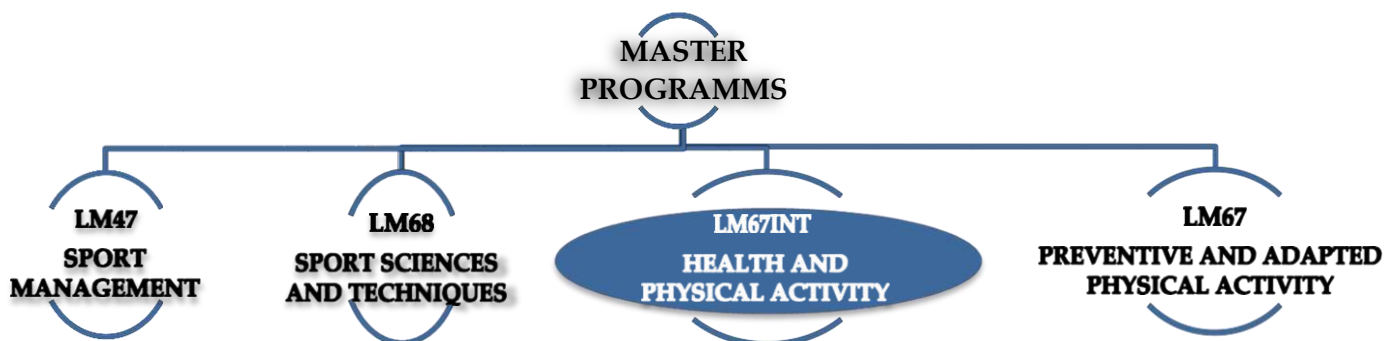 MASTER
PROGRAMMS
LM47
SPORT
MANAGEMENT
LM68
SPORT SCIENCES
AND TECHNIQUES
LM67INT
HEALTH AND
PHYSICAL ACTIVITY
LM67
PREVENTIVE AND ADAPTED
PHYSICAL ACTIVITY